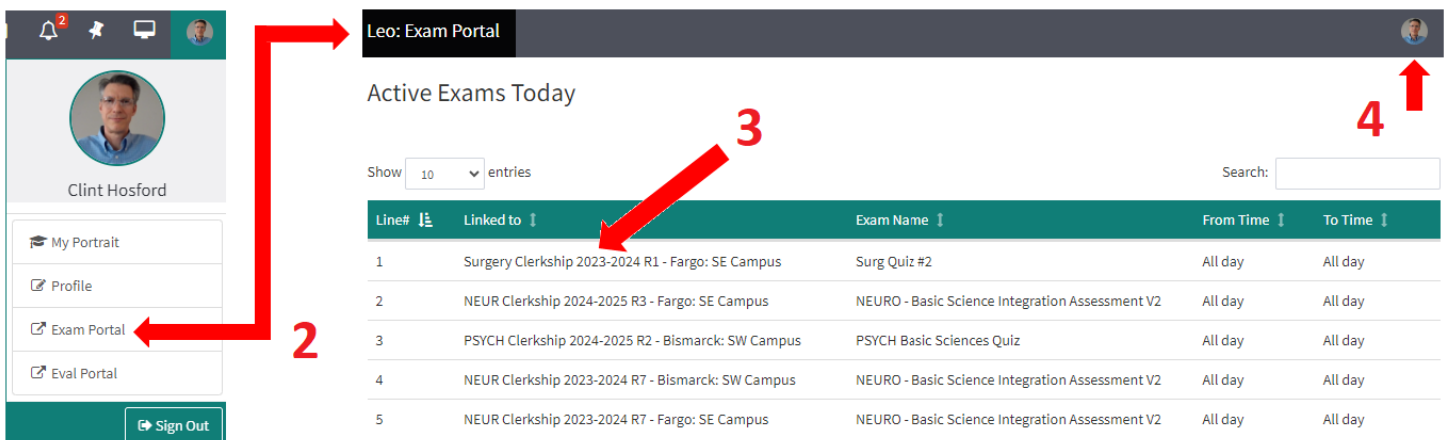 2
Clint Hosford
My Portrait
Profile
Exam Portal
Eval Portal
Sign Out
2
Leo: Exam Portal
4
Active Exams Today
3
Show 10 entries
Search:
Line# Linked to Exam Name From Time To Time
1 Surgery Clerkship 2023-2024 R1 - Fargo: SE Campus Surg Quiz #2 All day All day
2 NEUR Clerkship 2024-2025 R3 - Fargo: SE Campus NEURO - Basic Science Integration Assessment V2 All day All day
3 PSYCH Clerkship 2024-2025 R2 - Bismarck: SW Campus PSYCH Basic Sciences Quiz All day All day
4 NEUR Clerkship 2023-2024 R7 - Bismarck: SW Campus NEURO - Basic Science Integration Assessment V2 All day All day
5 NEUR Clerkship 2023-2024 R7 - Fargo: SE Campus NEURO - Basic Science Integration Assessment V2 All day All day